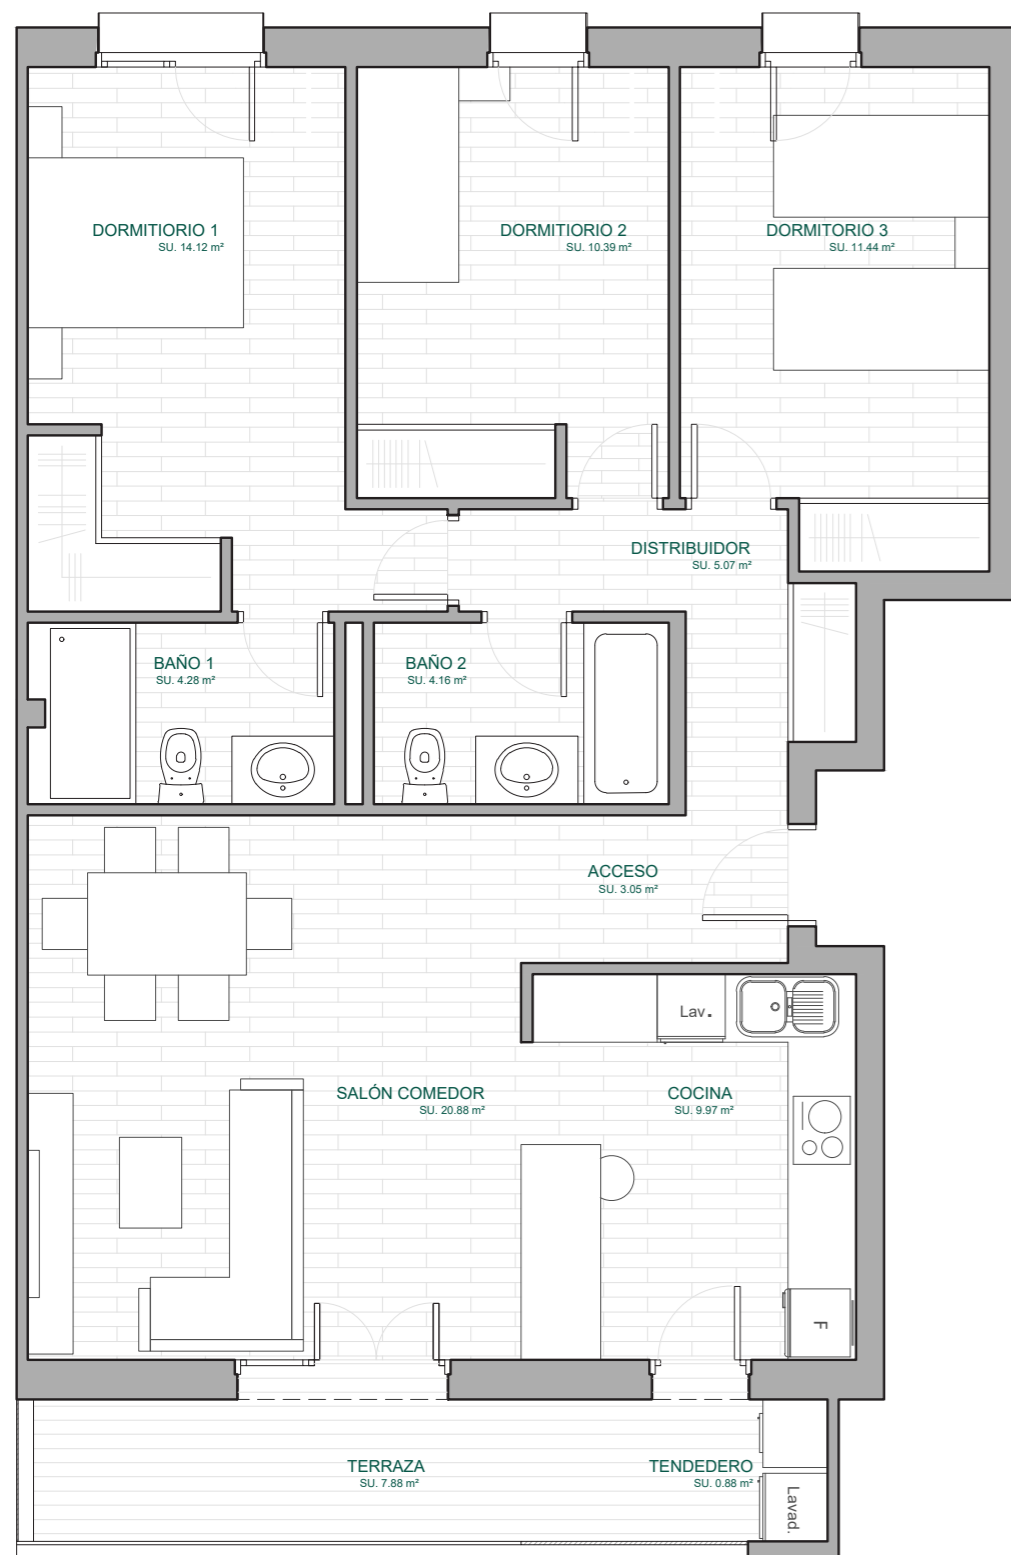 DORMITIORIO 1
SU. 14.12 m²
DORMITIORIO 2
SU. 10.39 m²
DORMITORIO 3
SU. 11.44 m²
DISTRIBUIDOR
SU. 5.07 m²
BAÑO 1
SU. 4.28 m²
BAÑO 2
SU. 4.16 m²
ACCESO
SU. 3.05 m²
Lav.
SALÓN COMEDOR
SU. 20.88 m²
COCINA
SU. 9.97 m²
F
TERRAZA
SU. 7.88 m²
TENDEDERO
SU. 0.88 m²
Lavad.